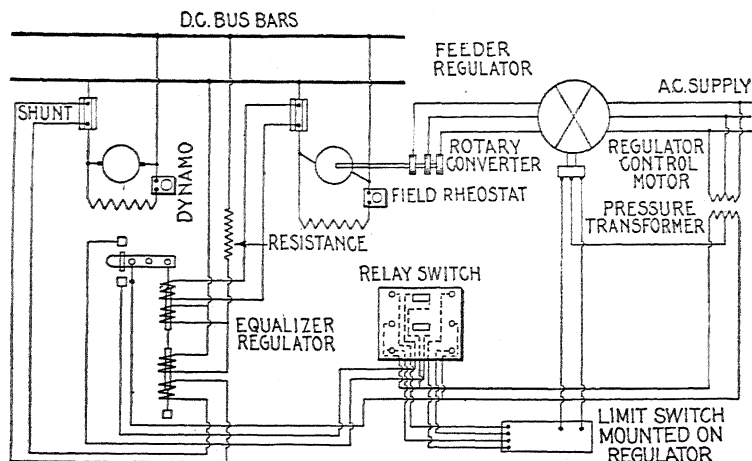 D.C. BUS BARS
FEEDER
REGULATOR
A.C. SUPPLY
SHUNT
DYNAMO
ROTARY
CONVERTER
REGULATOR
CONTROL
MOTOR
FIELD RHEOSTAT
PRESSURE
TRANSFORMER
RESISTANCE
RELAY SWITCH
EQUALIZER
REGULATOR
LIMIT SWITCH
MOUNTED ON
REGULATOR